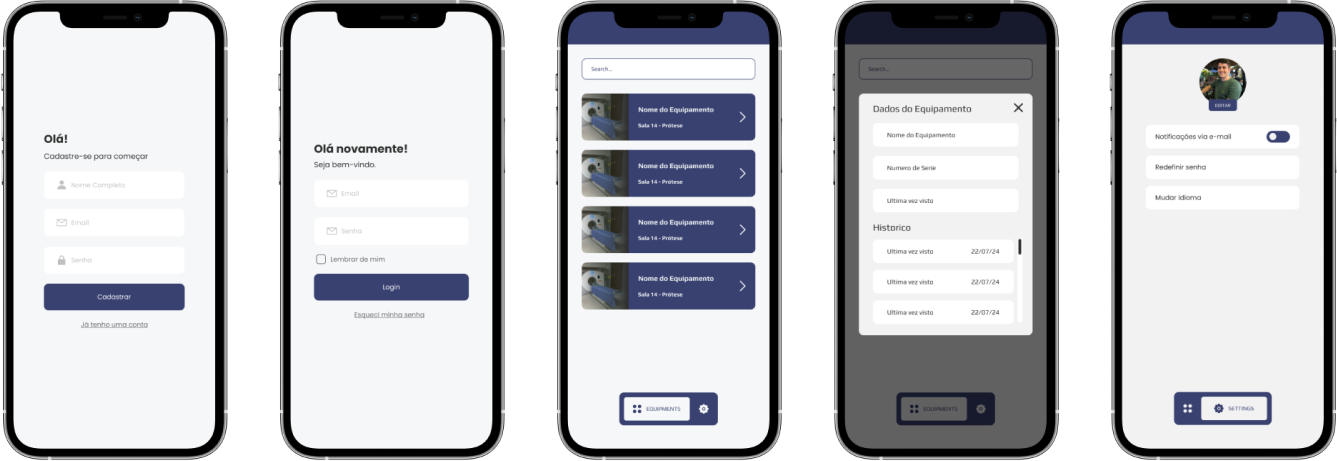 Olá!
Cadastre-se para começar
Nome Completo
Email
Senha
Cadastrar
Já tenho uma conta
Olá novamente!
Seja bem-vindo.
Email
Senha
Lembrar de mim
Login
Esqueci minha senha
Search...
Nome do Equipamento
Sala 14 - Prótese
Nome do Equipamento
Sala 14 - Prótese
Nome do Equipamento
Sala 14 - Prótese
Nome do Equipamento
Sala 14 - Prótese
EQUIPMENTS
Search...
Dados do Equipamento
Nome do Equipamento
Numero de Serie
Ultima vez visto
Historico
Ultima vez visto 22/07/24
Ultima vez visto 22/07/24
Ultima vez visto 22/07/24
EQUIPMENTS
EDITAR
Notificações via e-mail
Redefinir senha
Mudar idioma
SETTINGS